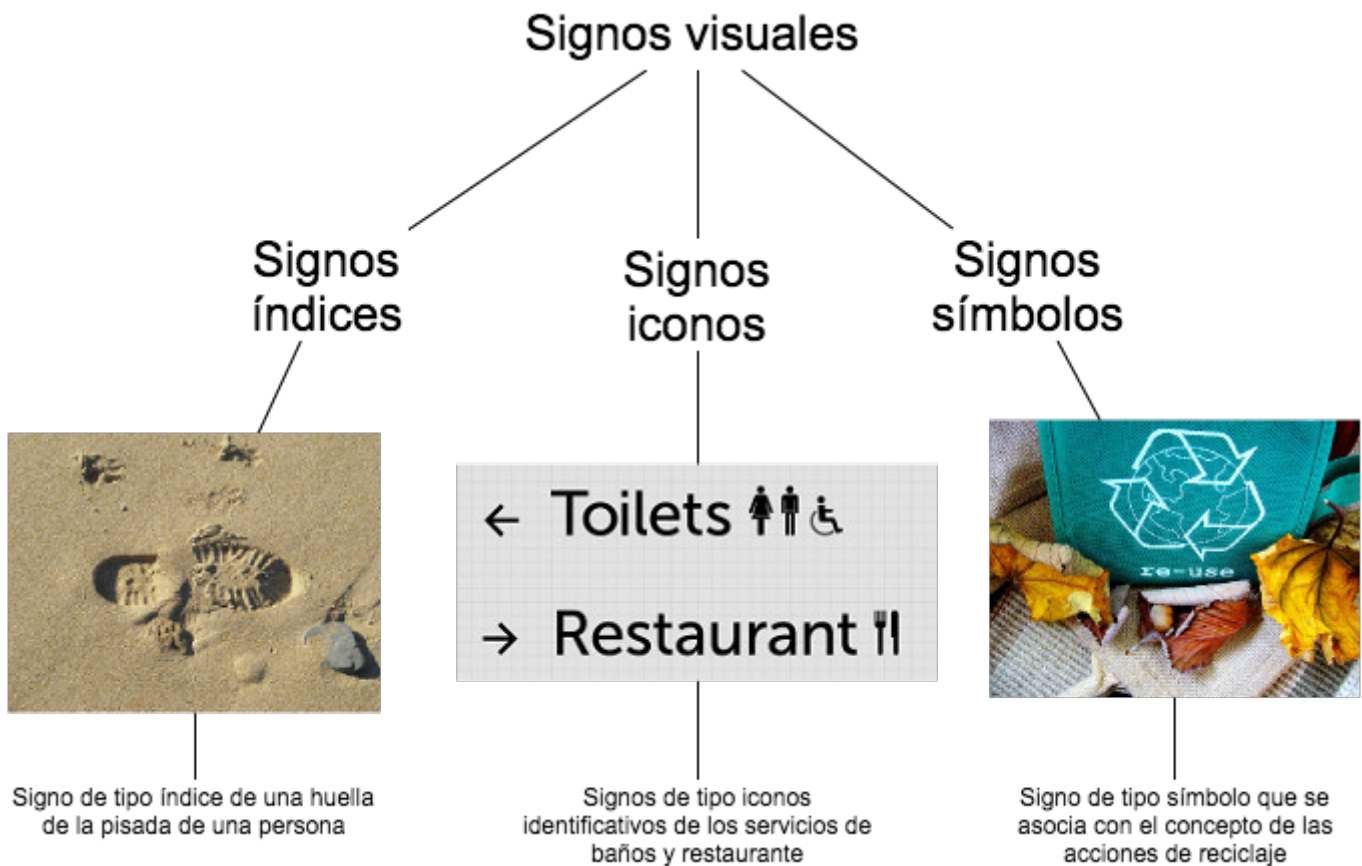 Signos visuales
Signos
índices
Signos
iconos
Signos
símbolos
← Toilets
→ Restaurant
re-use
Signo de tipo índice de una huella
de la pisada de una persona
Signos de tipo iconos
identificativos de los servicios de
baños y restaurante
Signo de tipo símbolo que se
asocia con el concepto de las
acciones de reciclaje